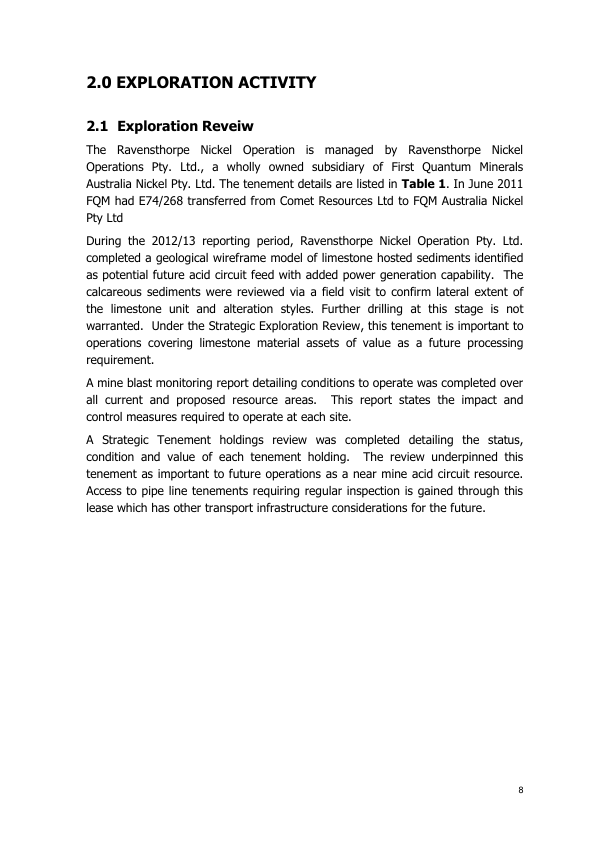 2.0 EXPLORATION ACTIVITY
2.1 Exploration Reveiw
The Ravensthorpe Nickel Operation is managed by Ravensthorpe Nickel
Operations Pty. Ltd., a wholly owned subsidiary of First Quantum Minerals
Australia Nickel Pty. Ltd. The tenement details are listed in Table 1. In June 2011
FQM had E74/268 transferred from Comet Resources Ltd to FQM Australia Nickel
Pty Ltd
During the 2012/13 reporting period, Ravensthorpe Nickel Operation Pty. Ltd.
completed a geological wireframe model of limestone hosted sediments identified
as potential future acid circuit feed with added power generation capability. The
calcareous sediments were reviewed via a field visit to confirm lateral extent of
the limestone unit and alteration styles. Further drilling at this stage is not
warranted. Under the Strategic Exploration Review, this tenement is important to
operations covering limestone material assets of value as a future processing
requirement.
A mine blast monitoring report detailing conditions to operate was completed over
all current and proposed resource areas. This report states the impact and
control measures required to operate at each site.
A Strategic Tenement holdings review was completed detailing the status,
condition and value of each tenement holding. The review underpinned this
tenement as important to future operations as a near mine acid circuit resource.
Access to pipe line tenements requiring regular inspection is gained through this
lease which has other transport infrastructure considerations for the future.
8